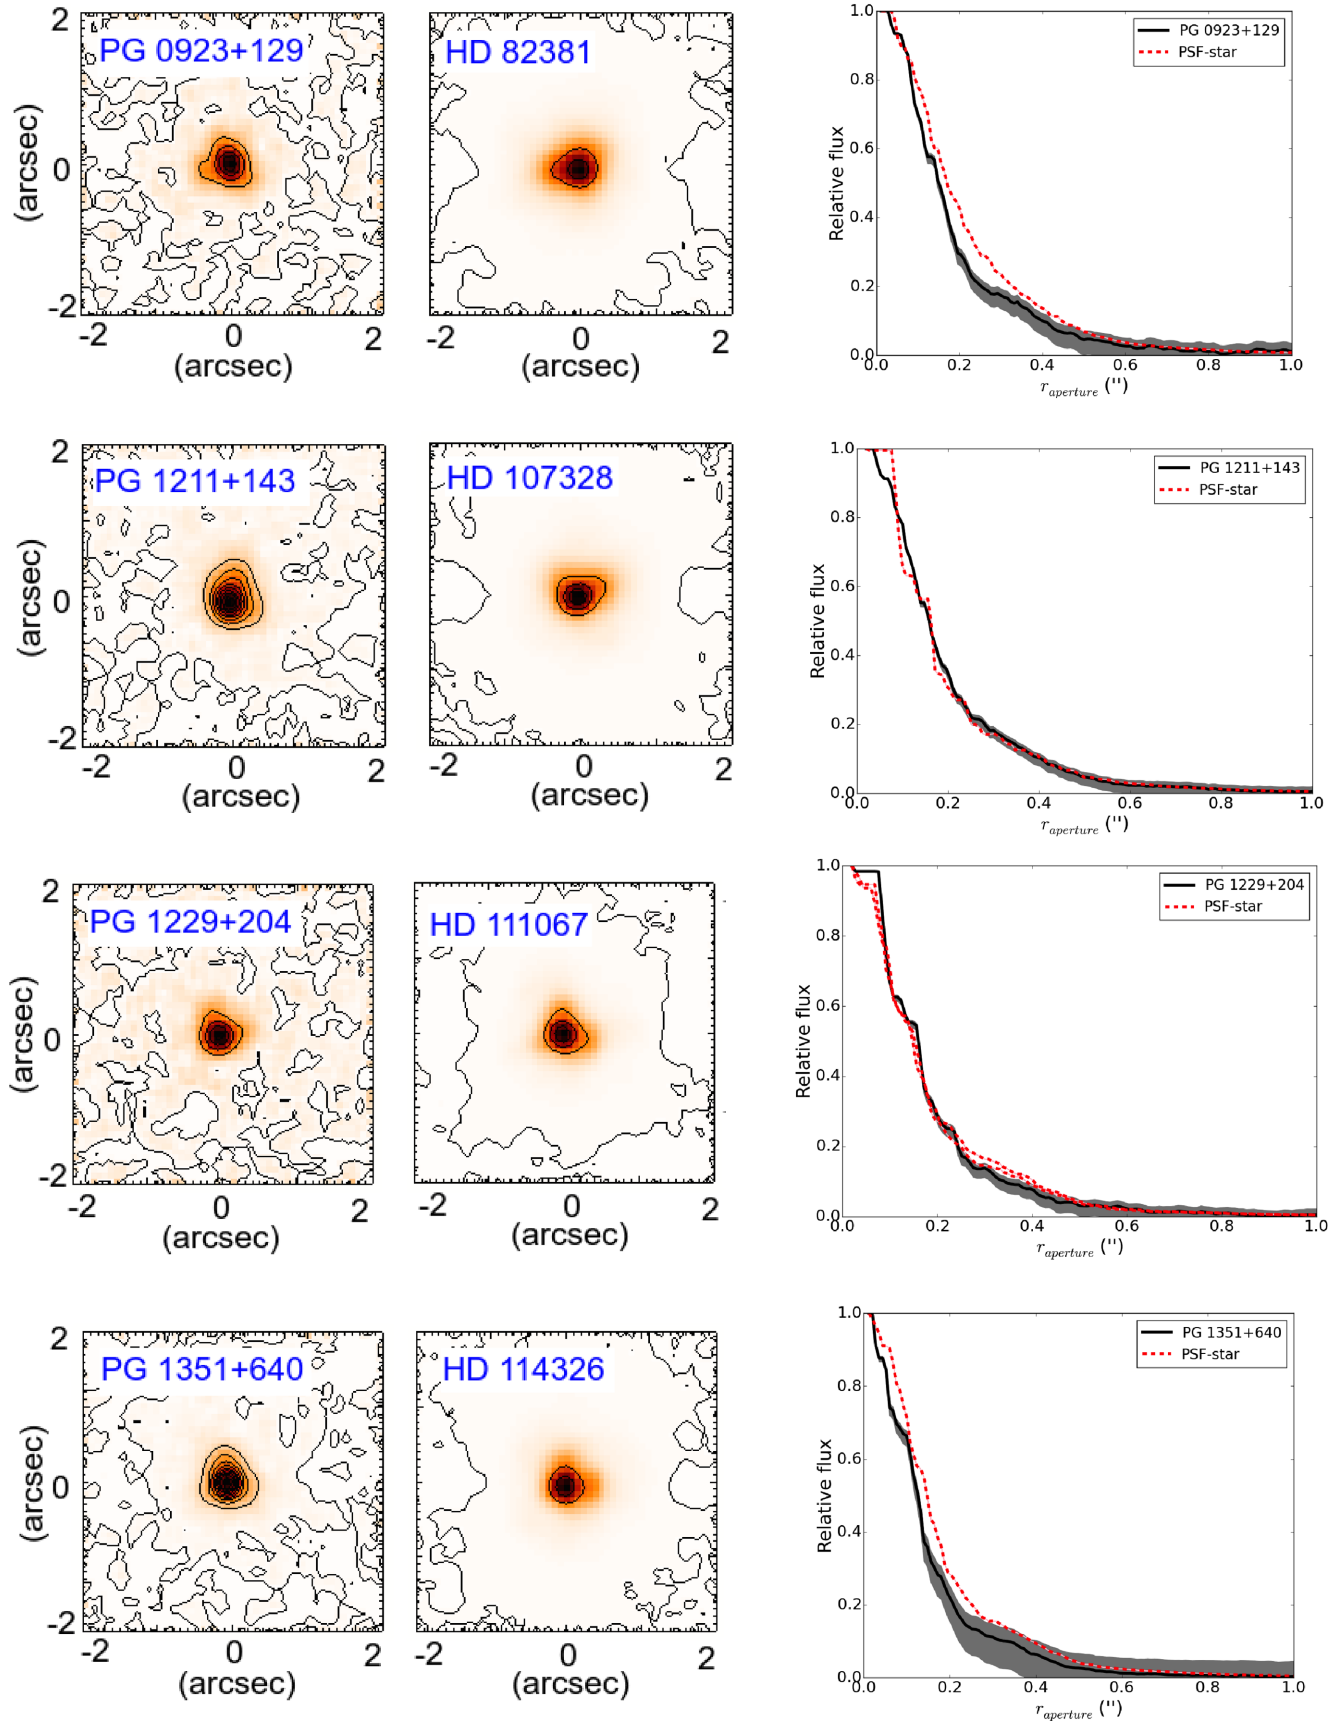 2
PG 0923+129
HD 82381
(arcsec)
0
-2
-2
0
2
(arcsec)
-2
0
2
(arcsec)
1.0
0.8
0.6
0.4
0.2
0.0
Relative flux
PG 0923+129
PSF-star
0.0
0.2
0.4
0.6
0.8
1.0
r_aperture ('')
2
PG 1211+143
HD 107328
(arcsec)
0
-2
-2
0
2
(arcsec)
-2
0
2
(arcsec)
1.0
0.8
0.6
0.4
0.2
0.0
Relative flux
PG 1211+143
PSF-star
0.0
0.2
0.4
0.6
0.8
1.0
r_aperture ('')
2
PG 1229+204
HD 111067
(arcsec)
0
-2
-2
0
2
(arcsec)
-2
0
2
(arcsec)
1.0
0.8
0.6
0.4
0.2
0.0
Relative flux
PG 1229+204
PSF-star
0.0
0.2
0.4
0.6
0.8
1.0
r_aperture ('')
2
PG 1351+640
HD 114326
(arcsec)
0
-2
-2
0
2
(arcsec)
-2
0
2
(arcsec)
1.0
0.8
0.6
0.4
0.2
0.0
Relative flux
PG 1351+640
PSF-star
0.0
0.2
0.4
0.6
0.8
1.0
r_aperture ('')